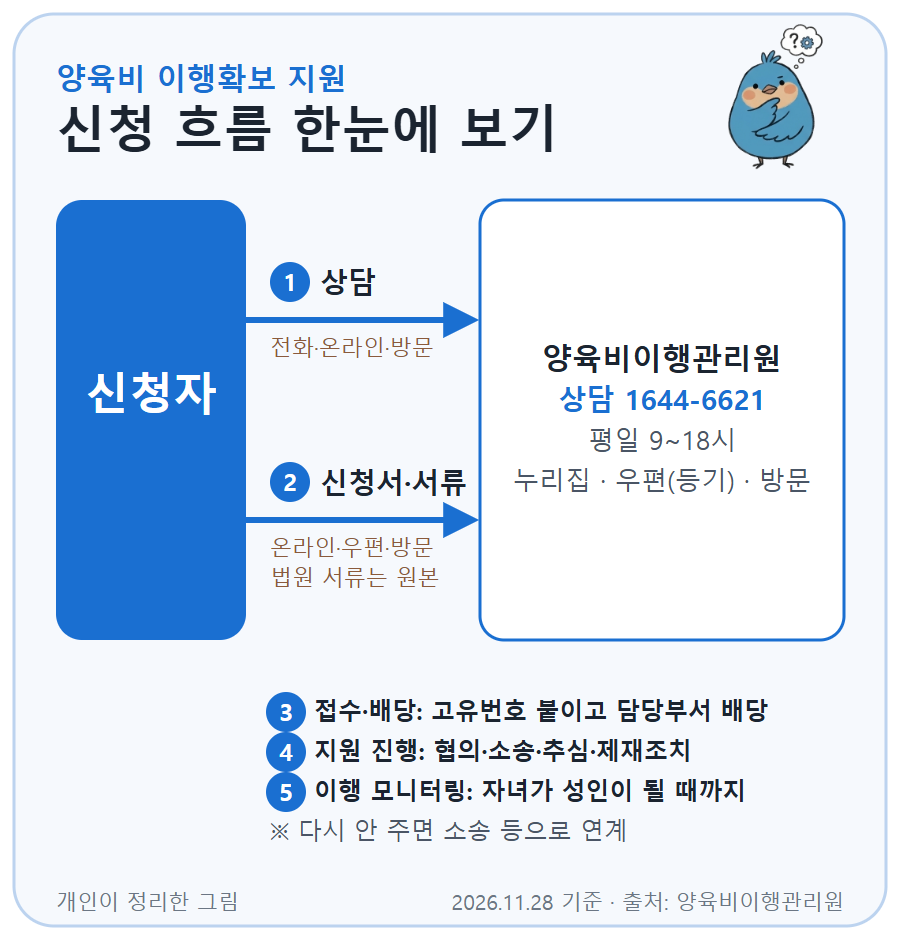 양육비 이행확보 지원
신청 흐름 한눈에 보기
?
신청자
1 상담
전화·온라인·방문
2 신청서·서류
온라인·우편·방문
법원 서류는 원본
양육비이행관리원
상담 1644-6621
평일 9~18시
누리집 · 우편(등기) · 방문
3 접수·배당: 고유번호 붙이고 담당부서 배당
4 지원 진행: 협의·소송·추심·제재조치
5 이행 모니터링: 자녀가 성인이 될 때까지
※ 다시 안 주면 소송 등으로 연계
개인이 정리한 그림
2026.11.28 기준 · 출처: 양육비이행관리원